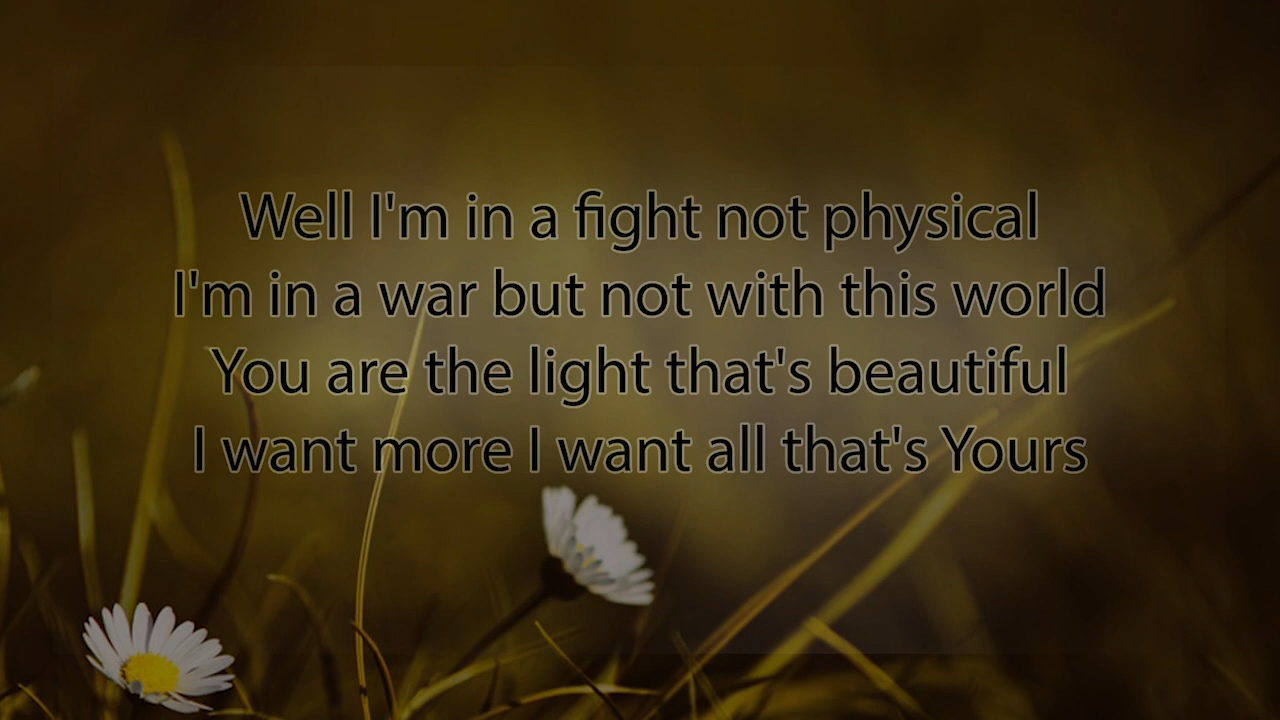 Well I'm in a fight not physical
I'm in a war but not with this world
You are the light that's beautiful
I want more I want all that's Yours